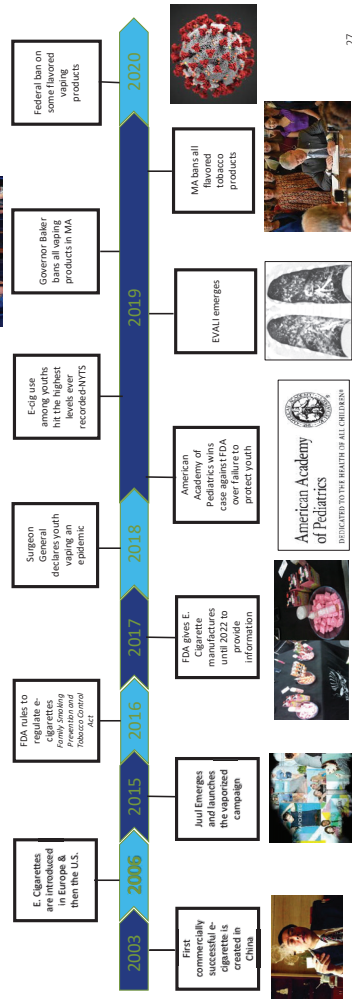 E. Cigarettes
are introduced
in Europe &
then the U.S.
FDA rules to
regulate e-
cigarettes
Family Smoking
Prevention and
Tobacco Control
Act
Surgeon
General
declares youth
vaping an
epidemic
E-cig use
among youths
hit the highest
levels ever
recorded-NYTS
Governor Baker
bans all vaping
products in MA
Federal ban on
some flavored
vaping
products
2003
2006
2015
2016
2017
2018
2019
2020
First
commercially
successful e-
cigarette is
created in
China
Juul Emerges
and launches
the vaporized
campaign
FDA gives E.
Cigarette
manufactures
until 2022 to
provide
information
American
Academy of
Pediatrics wins
case against FDA
over failure to
protect youth
EVALI emerges
MA bans all
flavored
tobacco
products
American Academy
of Pediatrics
DEDICATED TO THE HEALTH OF ALL CHILDREN®
27